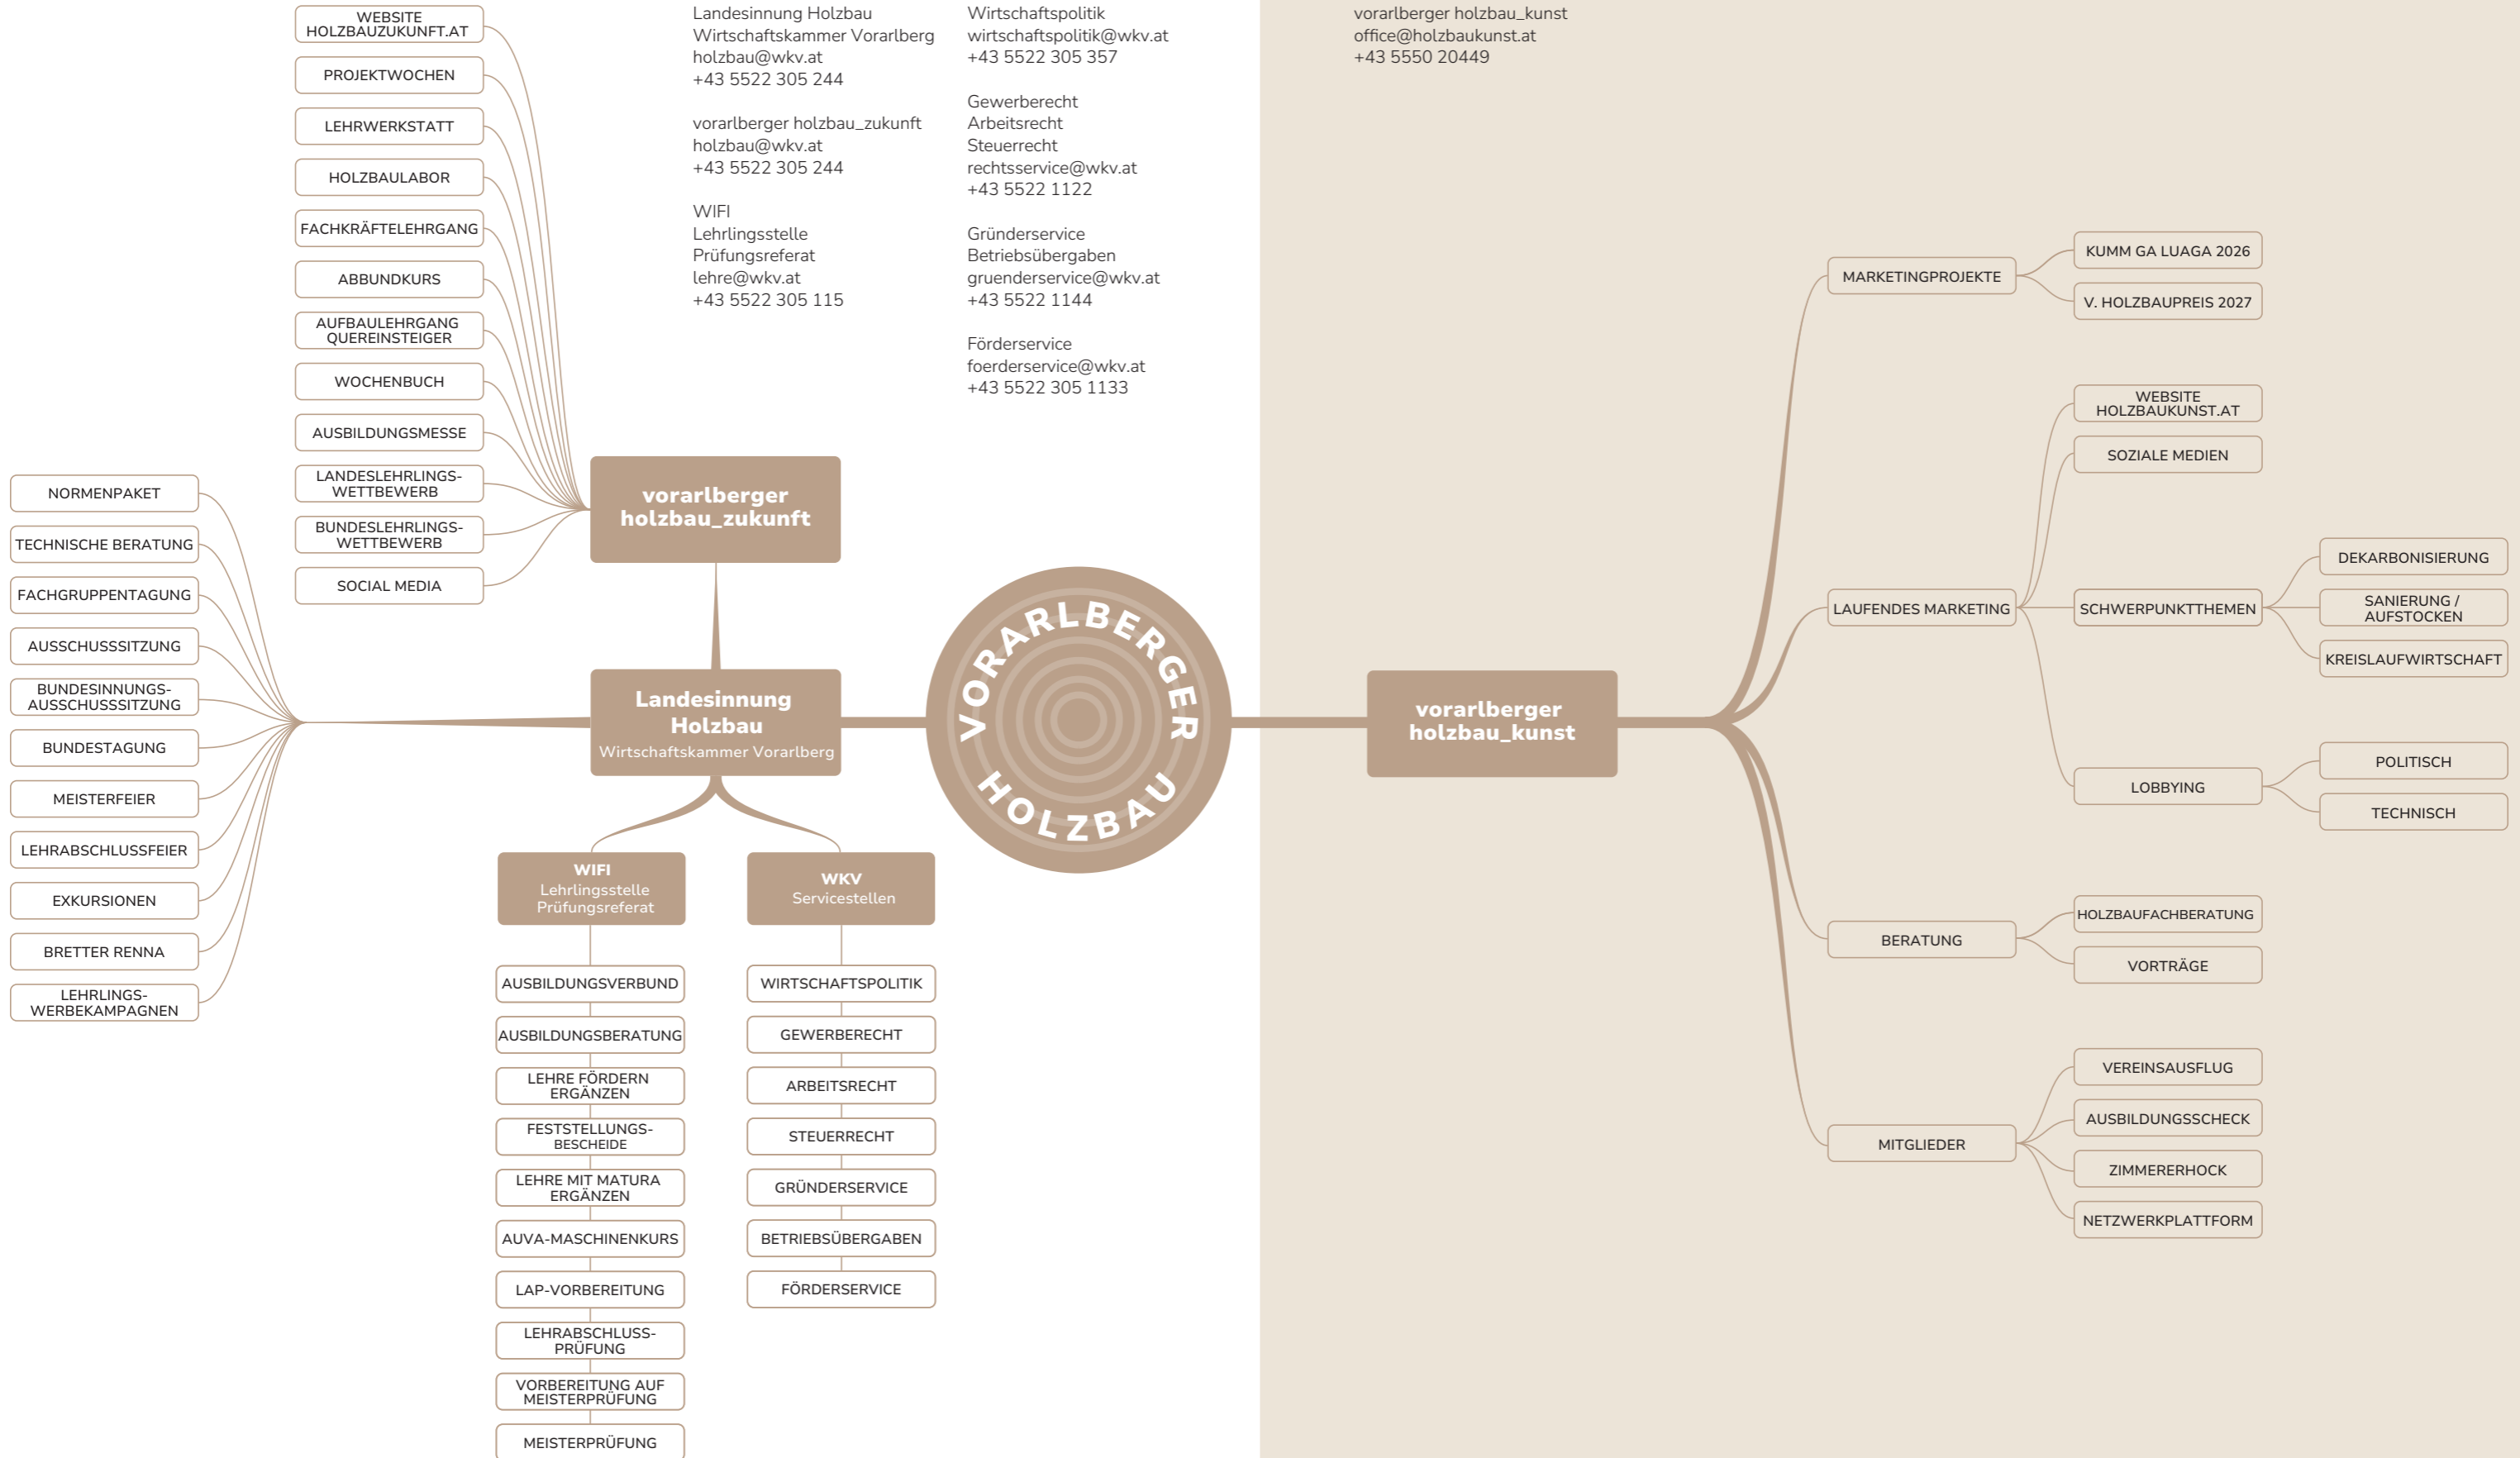 WEBSITE
HOLZBAUZUKUNFT.AT
PROJEKTWOCHEN
LEHRWERKSTATT
HOLZBAULABOR
FACHKRÄFTELEHRGANG
ABBUNDKURS
AUFBAULEHRGANG
QUEREINSTEIGER
WOCHENBUCH
AUSBILDUNGSMESSE
LANDESLEHRLINGS-
WETTBEWERB
BUNDESLEHRLINGS-
WETTBEWERB
SOCIAL MEDIA
NORMENPAKET
TECHNISCHE BERATUNG
FACHGRUPPENTAGUNG
AUSSCHUSSSITZUNG
BUNDESINNUNGS-
AUSSCHUSSSITZUNG
BUNDESTAGUNG
MEISTERFEIER
LEHRABSCHLUSSFEIER
EXKURSIONEN
BRETTER RENNA
LEHRLINGS-
WERBEKAMPAGNEN
Landesinnung Holzbau
Wirtschaftskammer Vorarlberg
holzbau@wkv.at
+43 5522 305 244
vorarlberger holzbau_zukunft
holzbau@wkv.at
+43 5522 305 244
WIFI
Lehrlingsstelle
Prüfungsreferat
lehre@wkv.at
+43 5522 305 115
Wirtschaftspolitik
wirtschaftspolitik@wkv.at
+43 5522 305 357
Gewerberecht
Arbeitsrecht
Steuerrecht
rechtsservice@wkv.at
+43 5522 1122
Gründerservice
Betriebsübergaben
gruenderservice@wkv.at
+43 5522 1144
Förderservice
foerderservice@wkv.at
+43 5522 305 1133
vorarlberger
holzbau_zukunft
Landesinnung
Holzbau
Wirtschaftskammer Vorarlberg
VORARLBERGER
HOLZBAU
WIFI
Lehrlingsstelle
Prüfungsreferat
AUSBILDUNGSVERBUND
AUSBILDUNGSBERATUNG
LEHRE FÖRDERN
ERGÄNZEN
FESTSTELLUNGS-
BESCHEIDE
LEHRE MIT MATURA
ERGÄNZEN
AUVA-MASCHINENKURS
LAP-VORBEREITUNG
LEHRABSCHLUSS-
PRÜFUNG
VORBEREITUNG AUF
MEISTERPRÜFUNG
MEISTERPRÜFUNG
WKV
Servicestellen
WIRTSCHAFTSPOLITIK
GEWERBERECHT
ARBEITSRECHT
STEUERRECHT
GRÜNDERSERVICE
BETRIEBSÜBERGABEN
FÖRDERSERVICE
vorarlberger holzbau_kunst
office@holzbaukunst.at
+43 5550 20449
vorarlberger
holzbau_kunst
MARKETINGPROJEKTE
KUMM GA LUAGA 2026
V. HOLZBAUPREIS 2027
LAUFENDES MARKETING
WEBSITE
HOLZBAUKUNST.AT
SOZIALE MEDIEN
SCHWERPUNKTTHEMEN
DEKARBONISIERUNG
SANIERUNG /
AUFSTOCKEN
KREISLAUFWIRTSCHAFT
LOBBYING
POLITISCH
TECHNISCH
BERATUNG
HOLZBAUFACHBERATUNG
VORTRÄGE
MITGLIEDER
VEREINSAUSFLUG
AUSBILDUNGSSCHECK
ZIMMERERHOCK
NETZWERKPLATTFORM